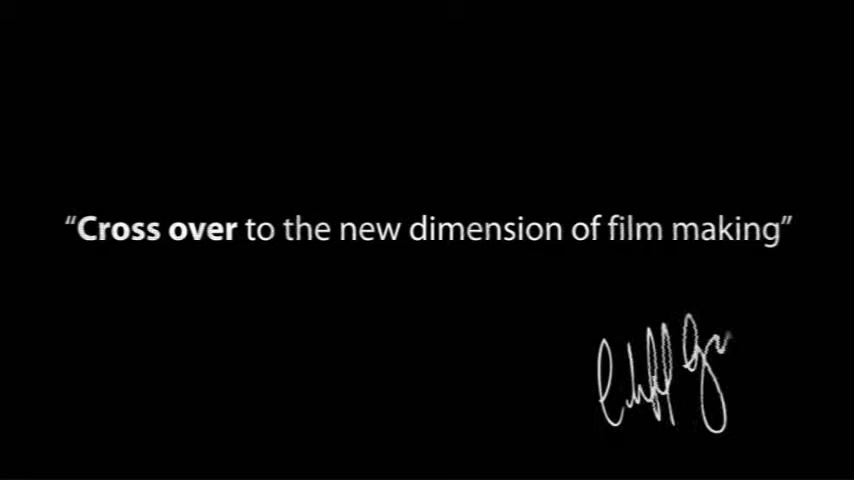 “Cross over to the new dimension of film making”